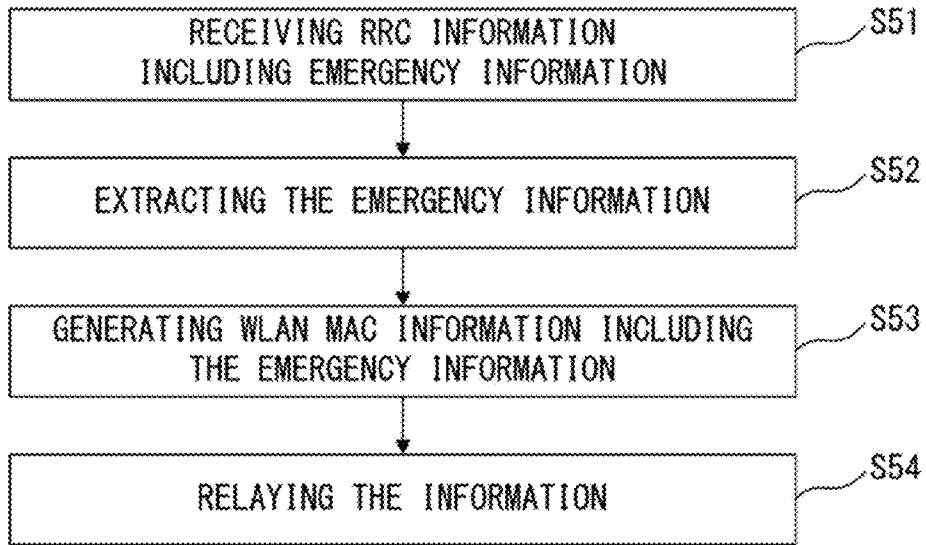 RECEIVING RRC INFORMATION
INCLUDING EMERGENCY INFORMATION
S51
EXTRACTING THE EMERGENCY INFORMATION
S52
GENERATING WLAN MAC INFORMATION INCLUDING
THE EMERGENCY INFORMATION
S53
RELAYING THE INFORMATION
S54